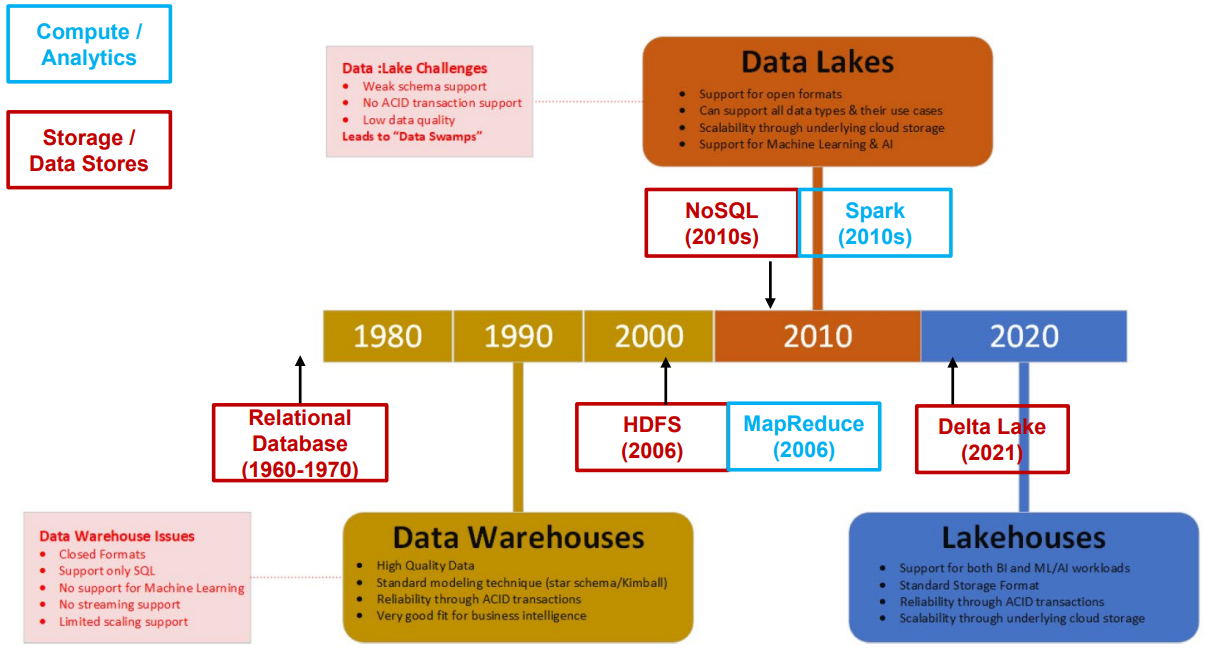 Compute /
Analytics
Storage /
Data Stores
Data :Lake Challenges
• Weak schema support
• No ACID transaction support
• Low data quality
Leads to “Data Swamps”
Data Lakes
• Support for open formats
• Can support all data types & their use cases
• Scalability through underlying cloud storage
• Support for Machine Learning & AI
NoSQL
(2010s)
Spark
(2010s)
1980 1990 2000 2010 2020
Relational
Database
(1960-1970)
HDFS
(2006)
MapReduce
(2006)
Delta Lake
(2021)
Data Warehouse Issues
• Closed Formats
• Support only SQL
• No support for Machine Learning
• No streaming support
• Limited scaling support
Data Warehouses
• High Quality Data
• Standard modeling technique (star schema/Kimball)
• Reliability through ACID transactions
• Very good fit for business intelligence
Lakehouses
• Support for both BI and ML/AI workloads
• Standard Storage Format
• Reliability through ACID transactions
• Scalability through underlying cloud storage